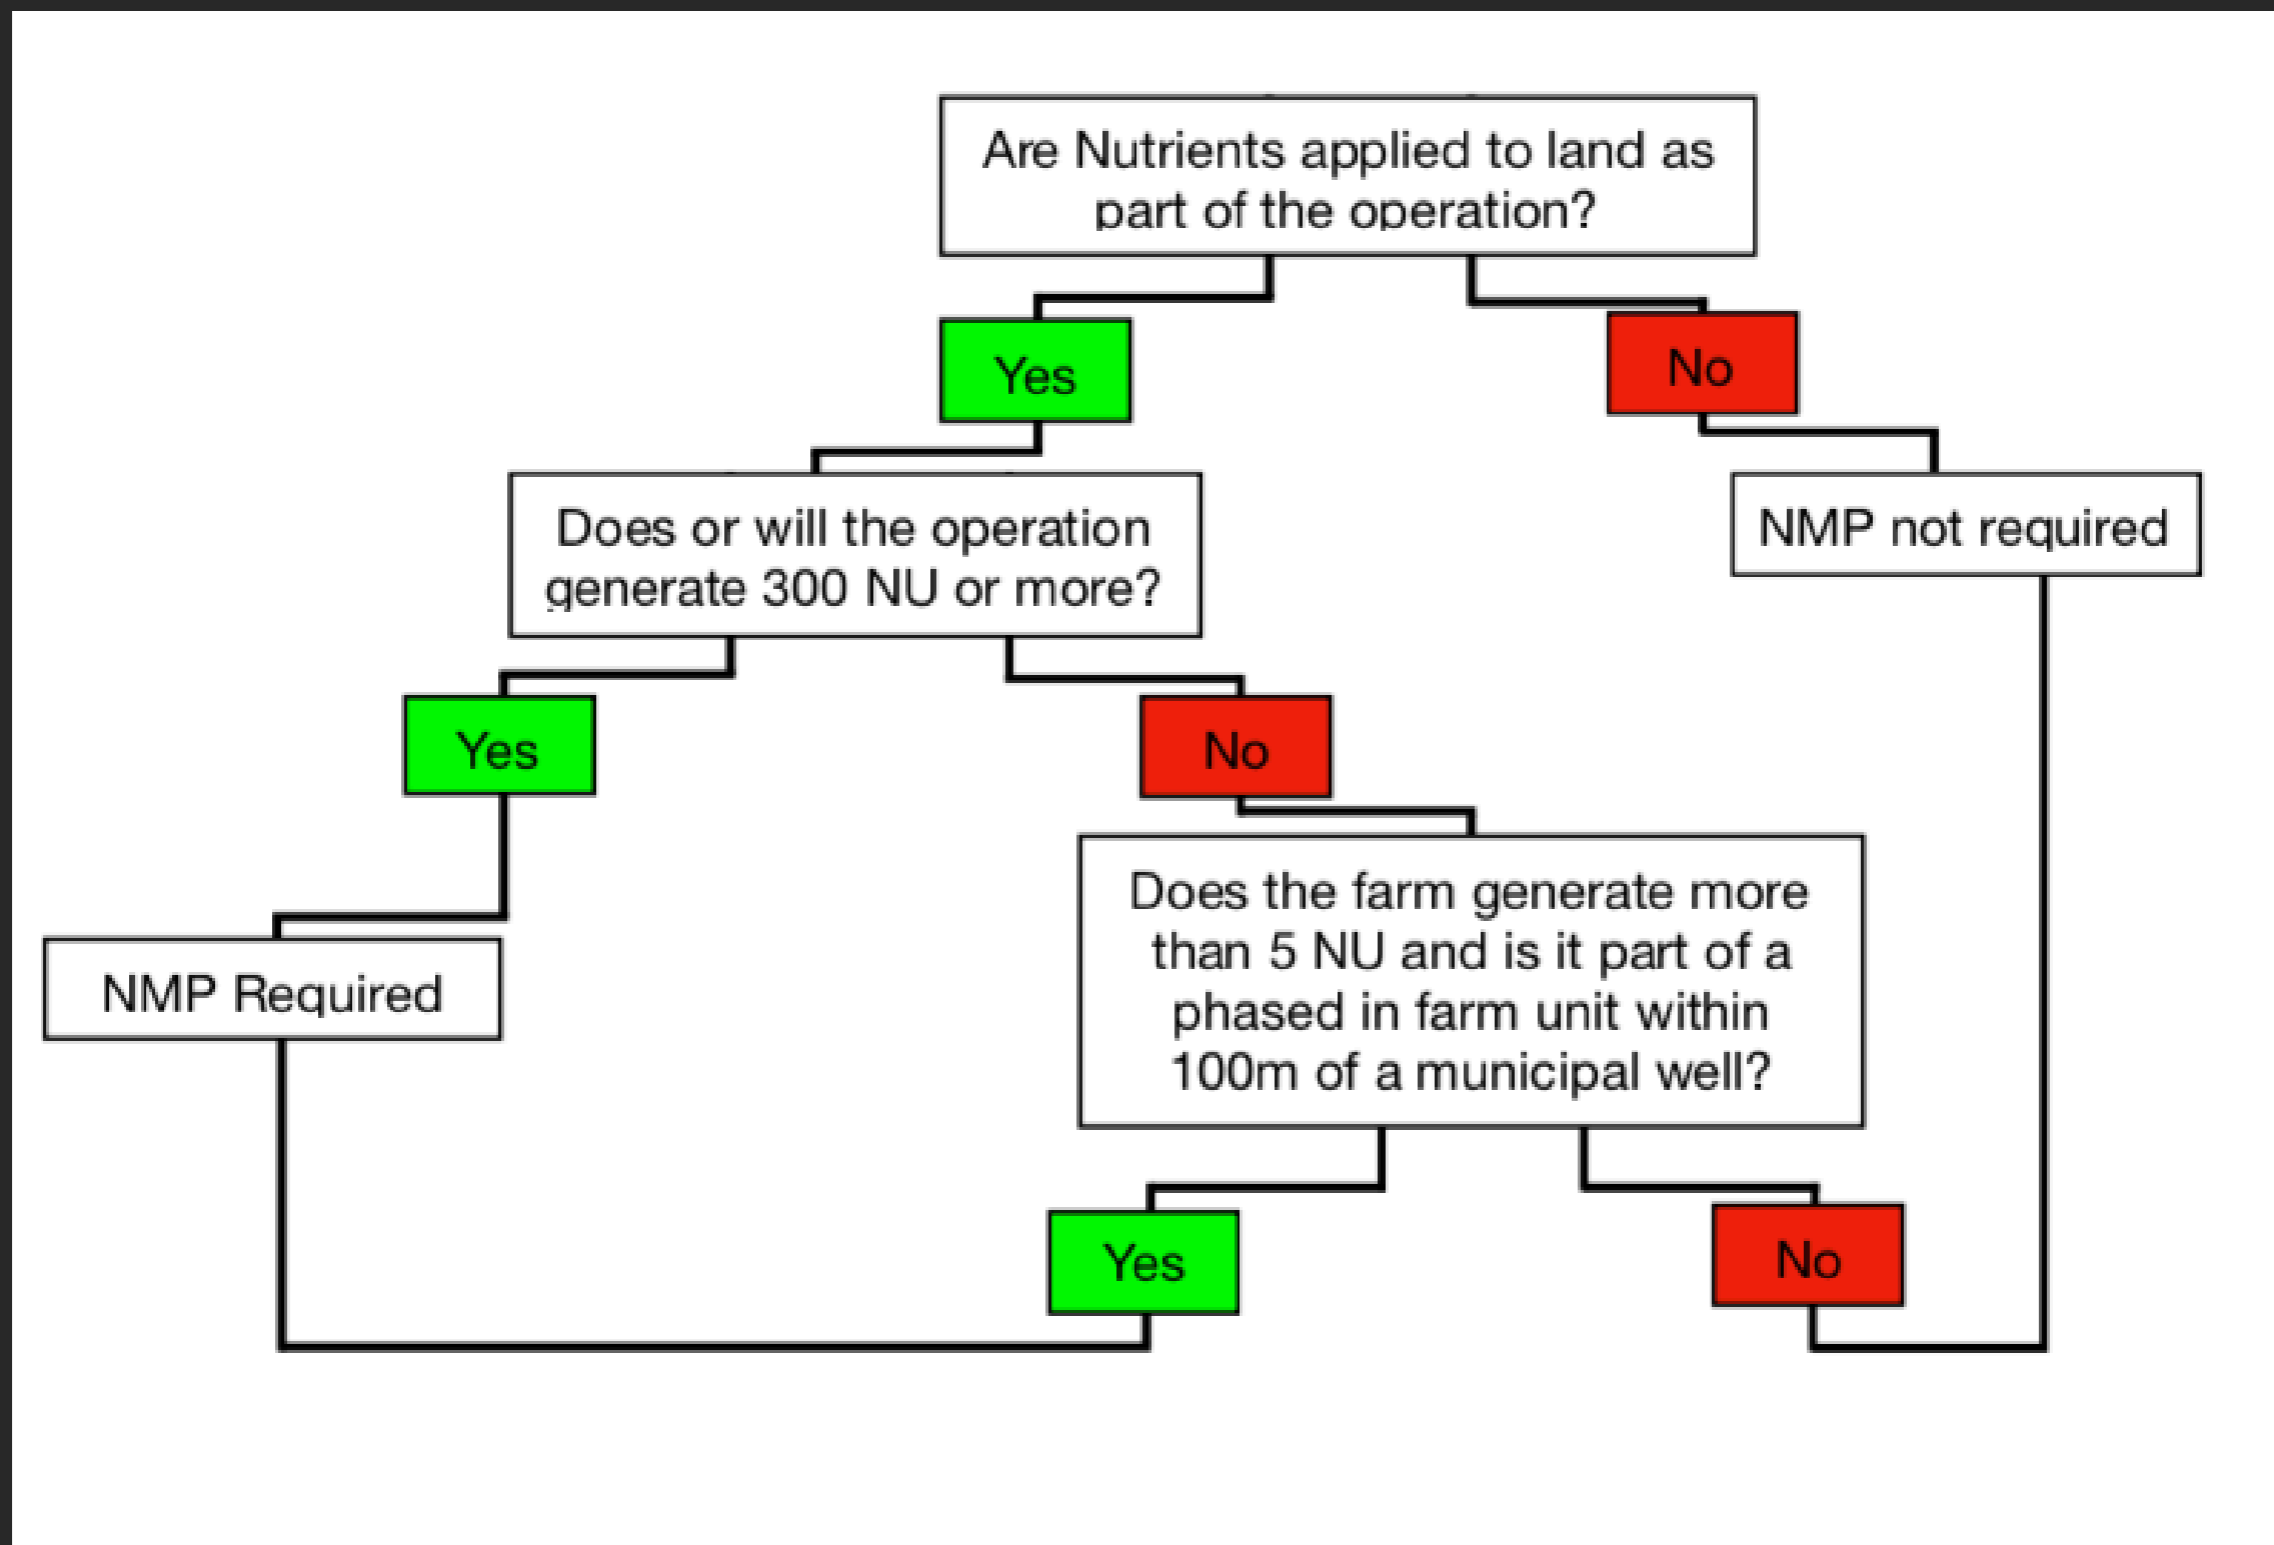 Are Nutrients applied to land as
part of the operation?
Yes
No
Does or will the operation
generate 300 NU or more?
NMP not required
Yes
No
Does the farm generate more
than 5 NU and is it part of a
phased in farm unit within
100m of a municipal well?
NMP Required
Yes
No